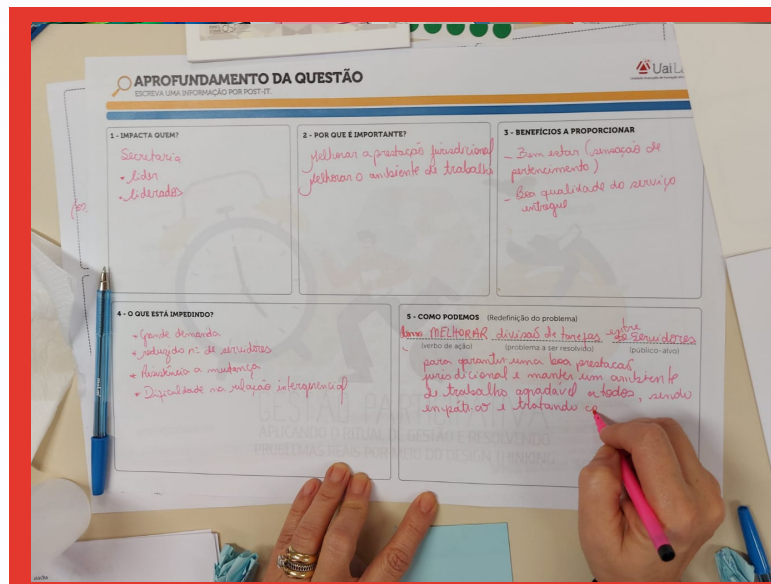 APROFUNDAMENTO DA QUESTÃO
ESCREVA UMA INFORMAÇÃO POR POST-IT.
UaiL
1 - IMPACTA QUEM?
Secretaria
• líder
• liderados
2 - POR QUE É IMPORTANTE?
Melhorar a prestação jurisdicional
Melhorar o ambiente de trabalho
3 - BENEFÍCIOS A PROPORCIONAR
- Bem estar (sensação de
pertencimento)
- Boa qualidade do serviço
entregue
4 - O QUE ESTÁ IMPEDINDO?
• Grande demanda
• reduzido nº de servidores
• Resistência a mudança
• Dificuldade na relação intergerencial
5 - COMO PODEMOS (Redefinição do problema)
Como MELHORAR divisão de tarefas entre servidores
(verbo de ação) (problema a ser resolvido) (público-alvo)
para garantir uma boa prestação
jurisdicional e manter um ambiente
de trabalho agradável a todos, sendo
empático e tratando co
GESTÃO PARTICIPATIVA
APLICANDO O RITUAL DE GESTÃO E RESOLVENDO
PROBLEMAS REAIS POR MEIO DO DESIGN THINKING